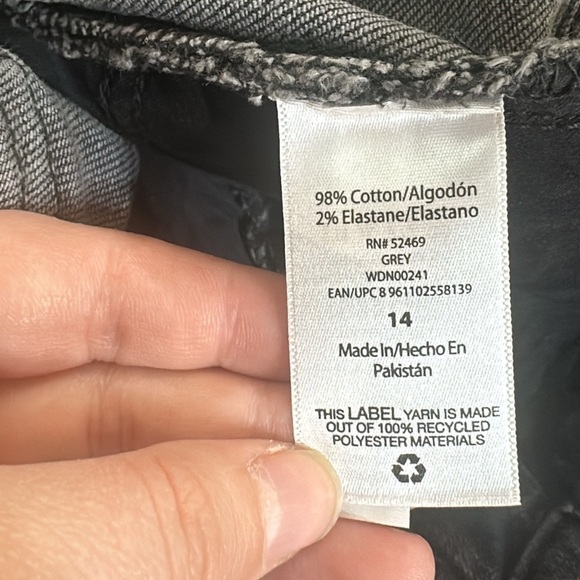 98% Cotton/Algodón
2% Elastane/Elastano
RN# 52469
GREY
WDN00241
EAN/UPC 8 961102558139
14
Made In/Hecho En
Pakistán
THIS LABEL YARN IS MADE
OUT OF 100% RECYCLED
POLYESTER MATERIALS